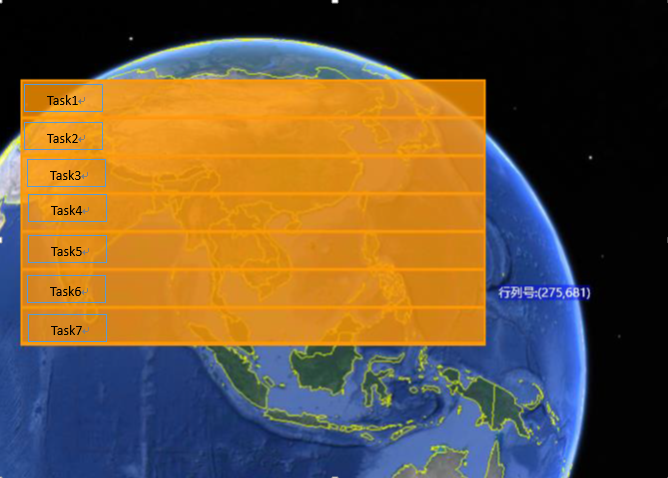 Task1
Task2
Task3
Task4
Task5
Task6
Task7
行列号:(275,681)